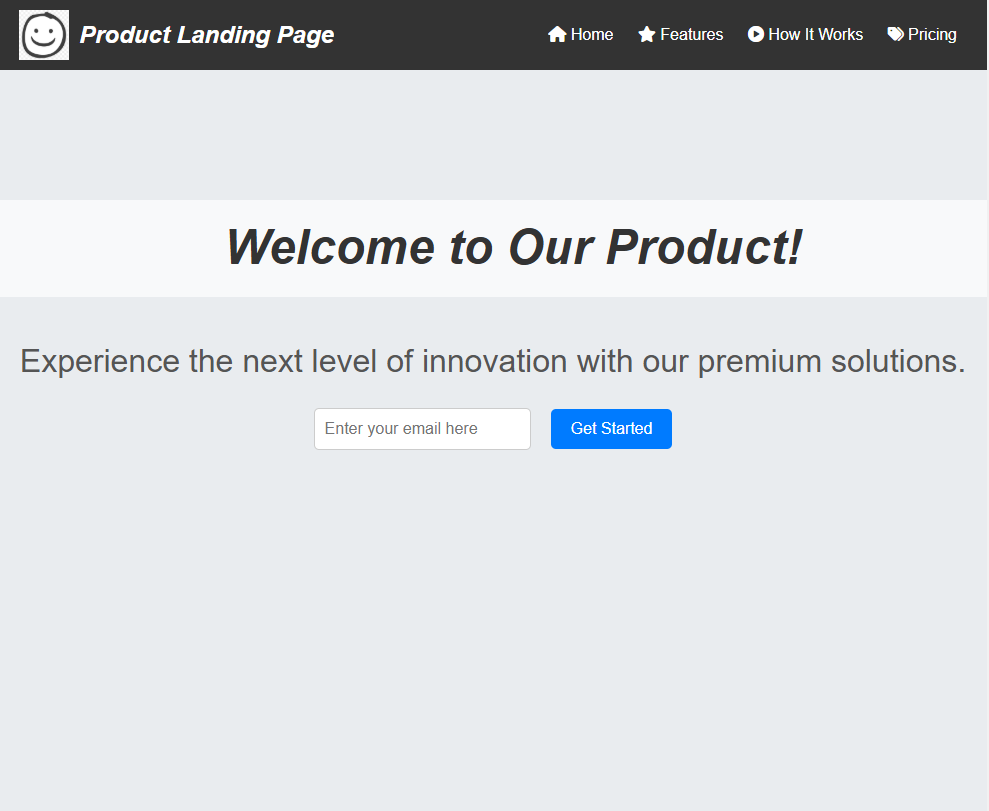 Product Landing Page
Home Features How It Works Pricing
Welcome to Our Product!
Experience the next level of innovation with our premium solutions.
Enter your email here Get Started